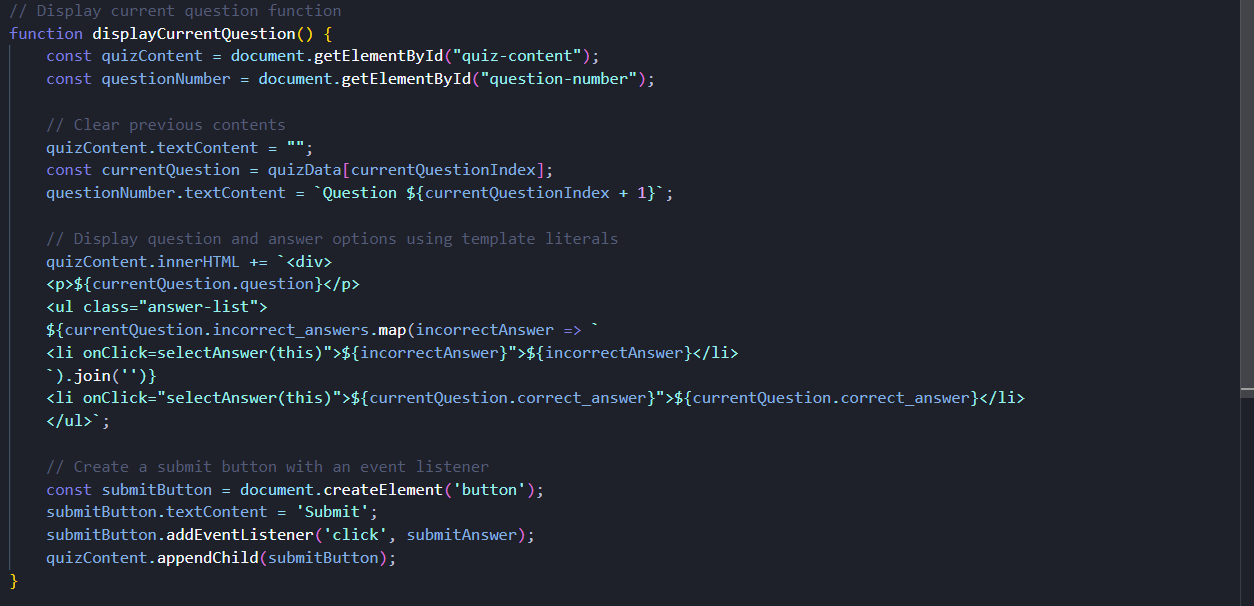 // Display current question function
function displayCurrentQuestion() {
const quizContent = document.getElementById("quiz-content");
const questionNumber = document.getElementById("question-number");
// Clear previous contents
quizContent.textContent = "";
const currentQuestion = quizData[currentQuestionIndex];
questionNumber.textContent = `Question ${currentQuestionIndex + 1}`;
// Display question and answer options using template literals
quizContent.innerHTML += `<div>
<p>${currentQuestion.question}</p>
<ul class="answer-list">
${currentQuestion.incorrect_answers.map(incorrectAnswer => `
<li onClick=selectAnswer(this)">${incorrectAnswer}">${incorrectAnswer}</li>
`).join('')}
<li onClick="selectAnswer(this)">${currentQuestion.correct_answer}">${currentQuestion.correct_answer}</li>
</ul>`;
// Create a submit button with an event listener
const submitButton = document.createElement('button');
submitButton.textContent = 'Submit';
submitButton.addEventListener('click', submitAnswer);
quizContent.appendChild(submitButton);
}